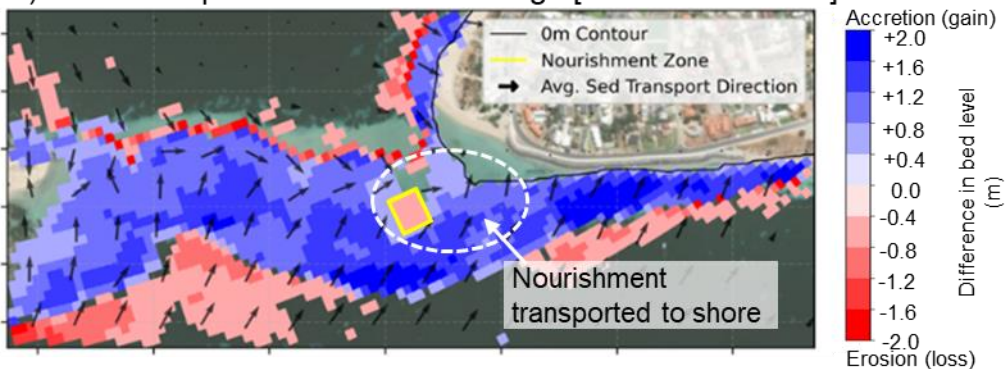 0m Contour
Nourishment Zone
Avg. Sed Transport Direction
Nourishment
transported to shore
Accretion (gain)
+2.0
+1.6
+1.2
+0.8
+0.4
0.0
-0.4
-0.8
-1.2
-1.6
-2.0
Erosion (loss)
Difference in bed level
(m)